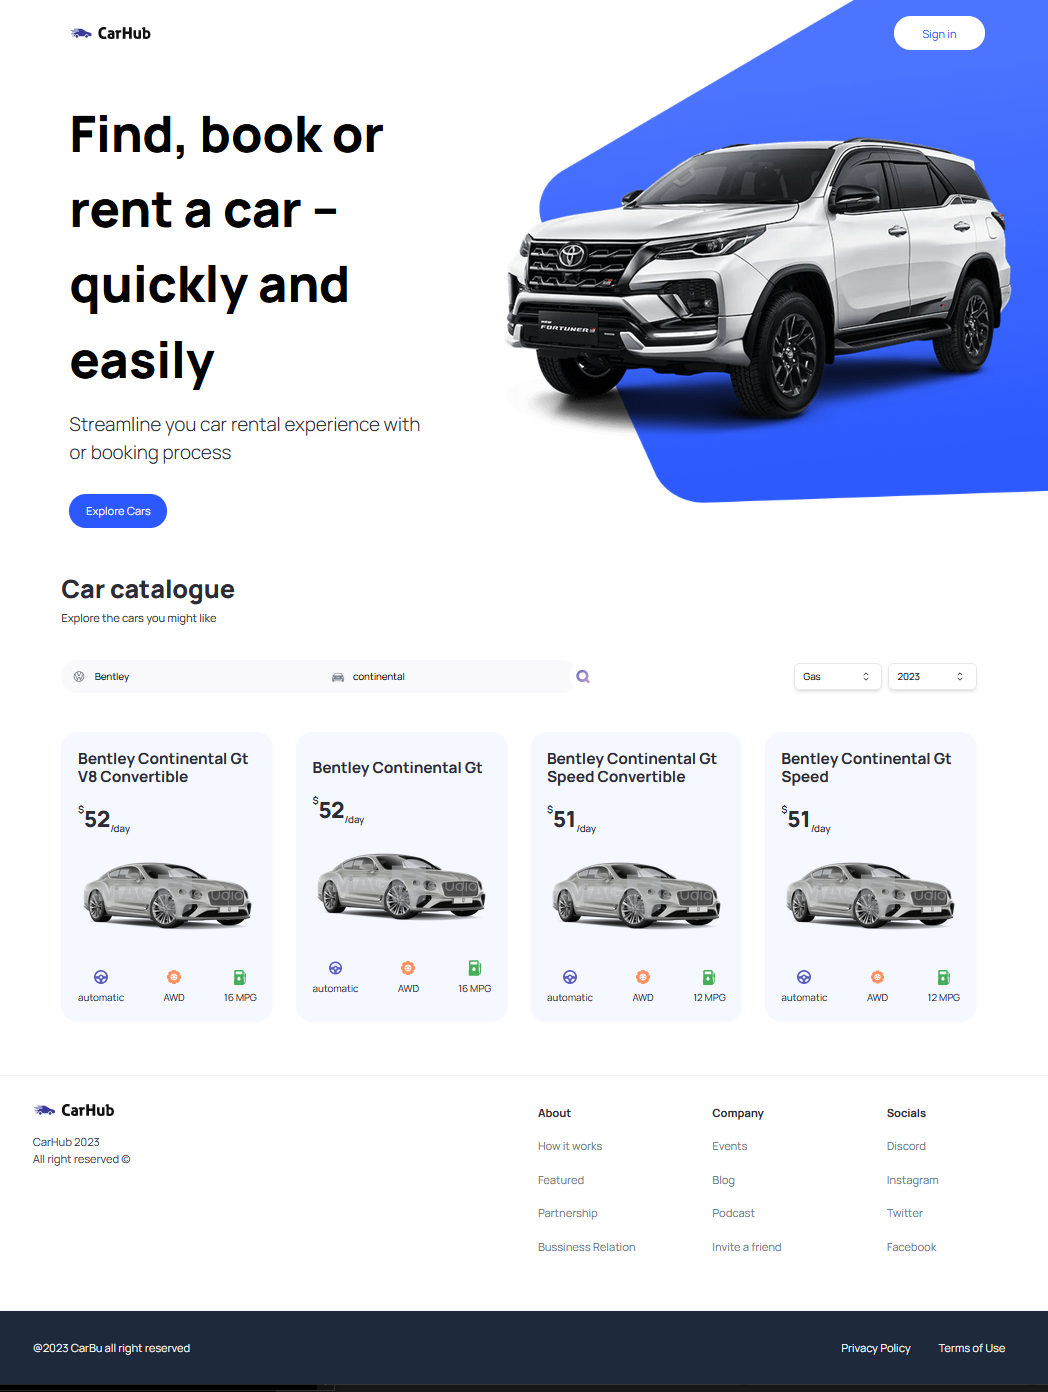 CarHub
Sign in
Find, book or
rent a car –
quickly and
easily
Streamline you car rental experience with
or booking process
Explore Cars
NEW
FORTUNER
Car catalogue
Explore the cars you might like
Bentley
continental
Gas
2023
Bentley Continental Gt
V8 Convertible
$52/day
automatic
AWD
16 MPG
Bentley Continental Gt
$52/day
automatic
AWD
16 MPG
Bentley Continental Gt
Speed Convertible
$51/day
automatic
AWD
12 MPG
Bentley Continental Gt
Speed
$51/day
automatic
AWD
12 MPG
CarHub
CarHub 2023
All right reserved ©
About
How it works
Featured
Partnership
Bussiness Relation
Company
Events
Blog
Podcast
Invite a friend
Socials
Discord
Instagram
Twitter
Facebook
@2023 CarBu all right reserved
Privacy Policy
Terms of Use